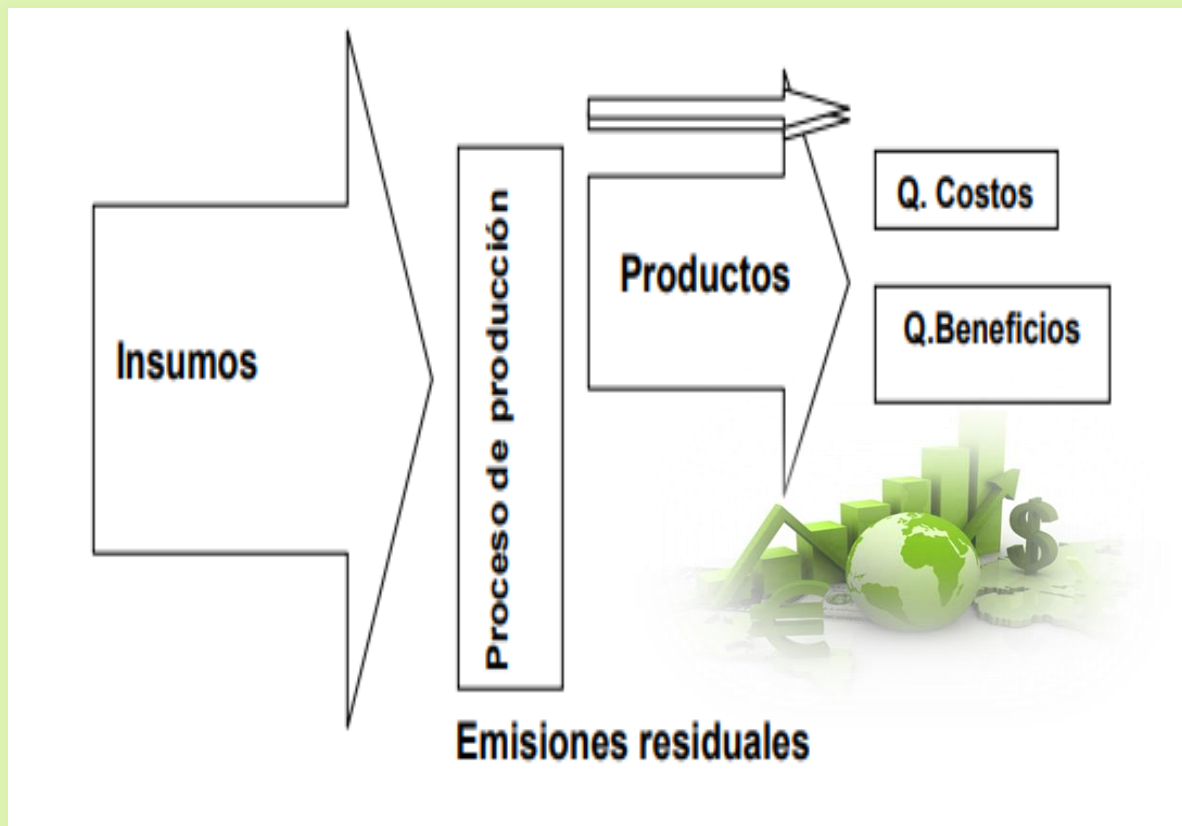 Insumos
Proceso de producción
Productos
Q. Costos
Q.Beneficios
$
€
Emisiones residuales